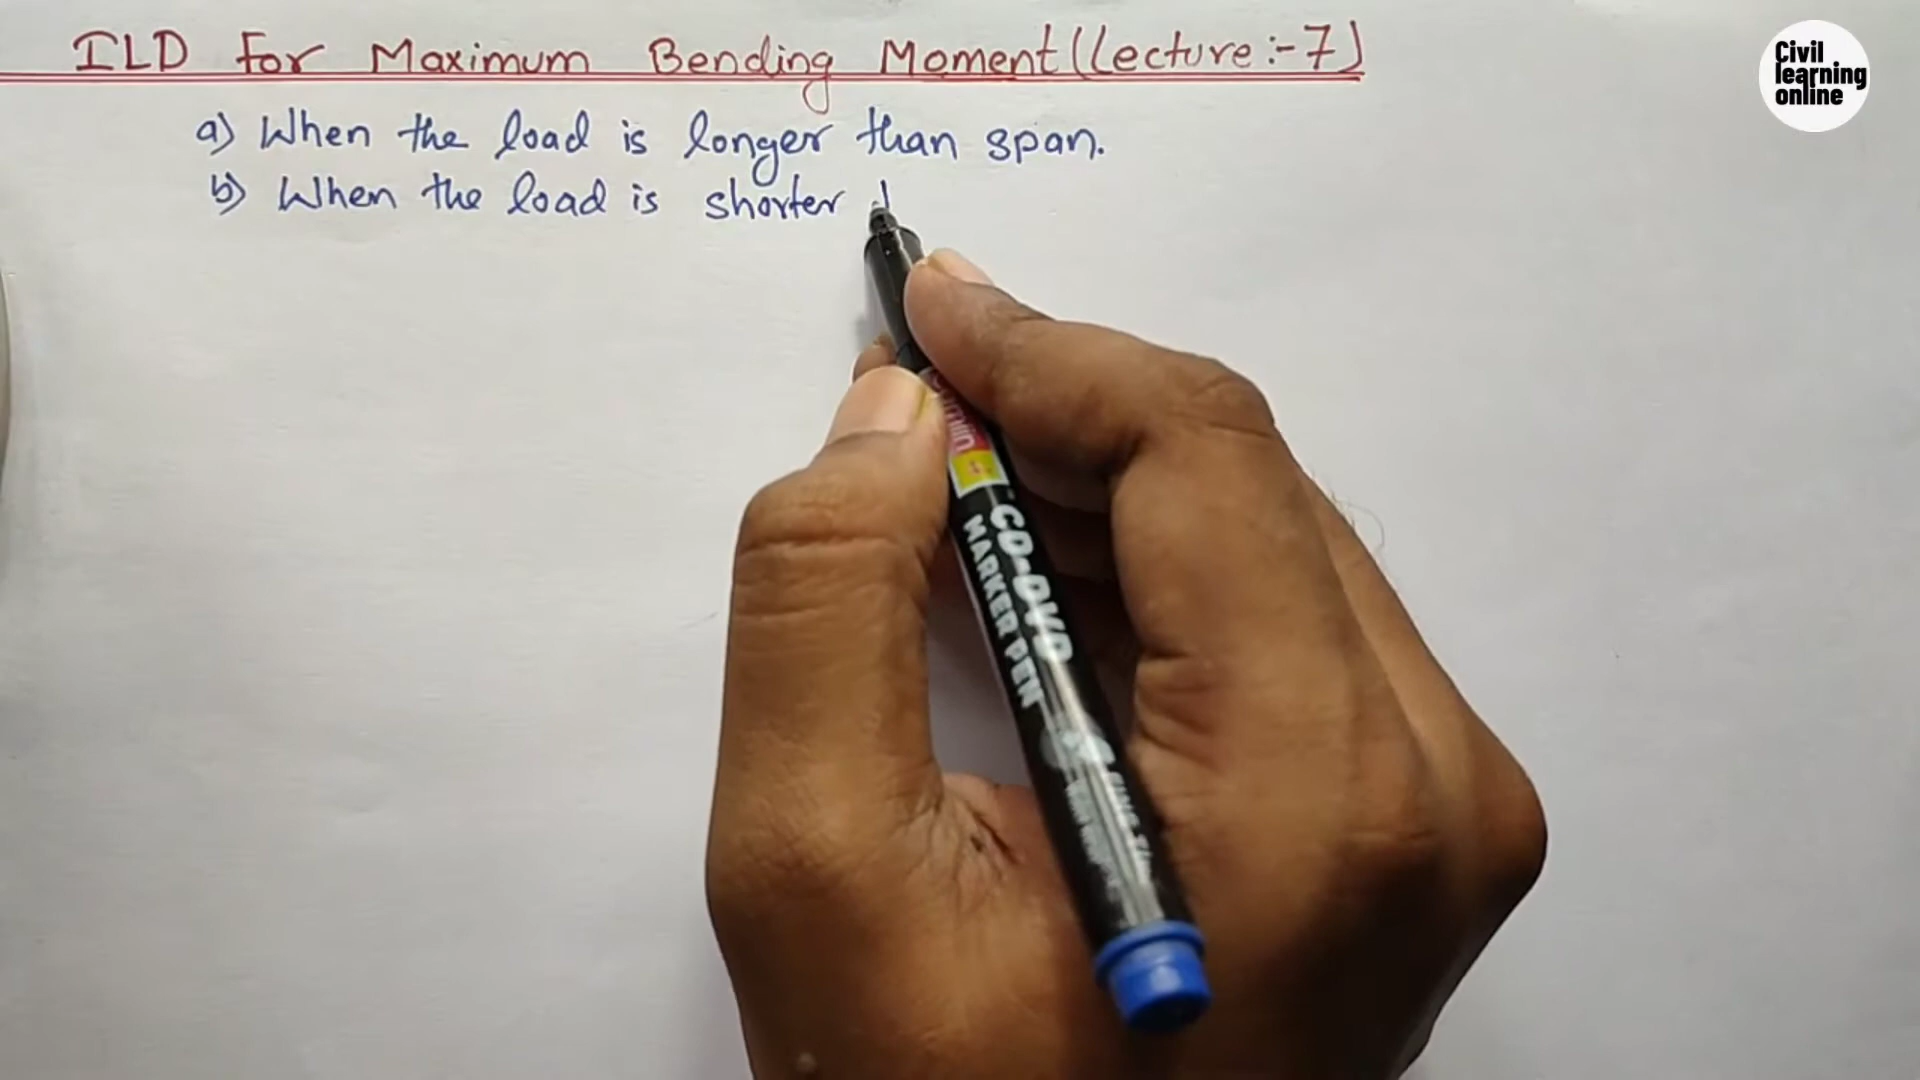 ILD For Maximum Bending Moment (Lecture :- 7)
a) When the load is longer than span.
b) When the load is shorter
Civil
learning
online
CD-DVD
MARKER PEN